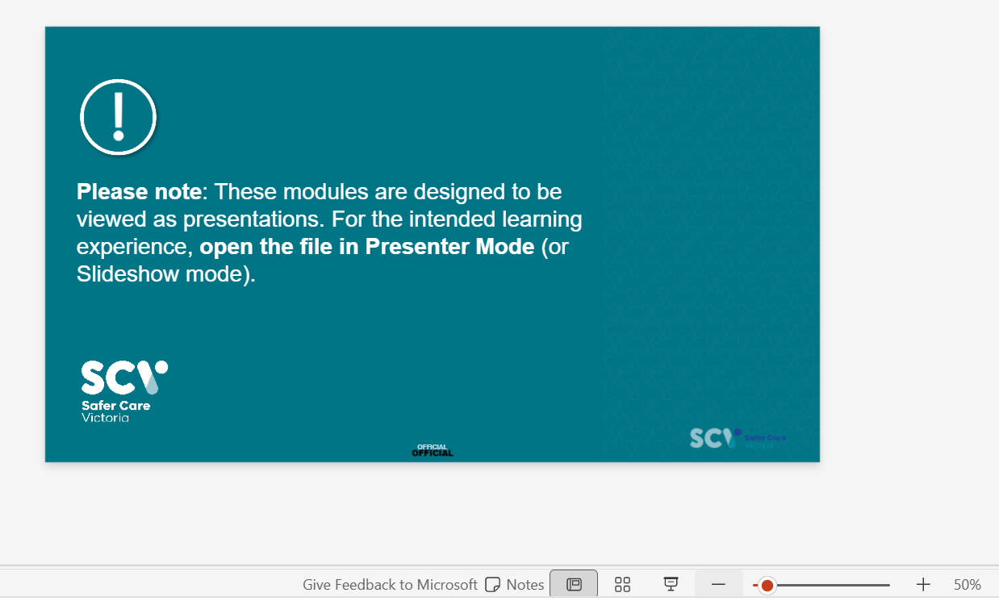 Please note: These modules are designed to be
viewed as presentations. For the intended learning
experience, open the file in Presenter Mode (or
Slideshow mode).
SCV
Safer Care
Victoria
SCV
Safer Care
Victoria
OFFICIAL
OFFICIAL
Give Feedback to Microsoft Notes 50%